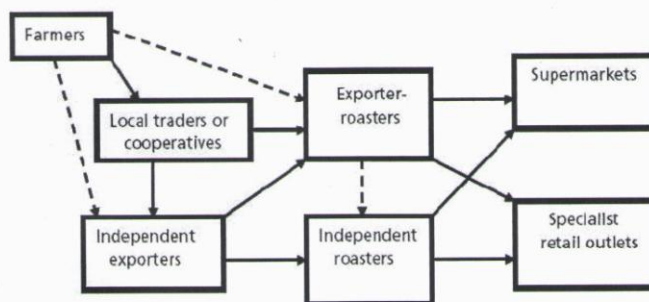 Farmers
Supermarkets
Exporter-
roasters
Local traders or
cooperatives
Independent
exporters
Independent
roasters
Specialist
retail outlets